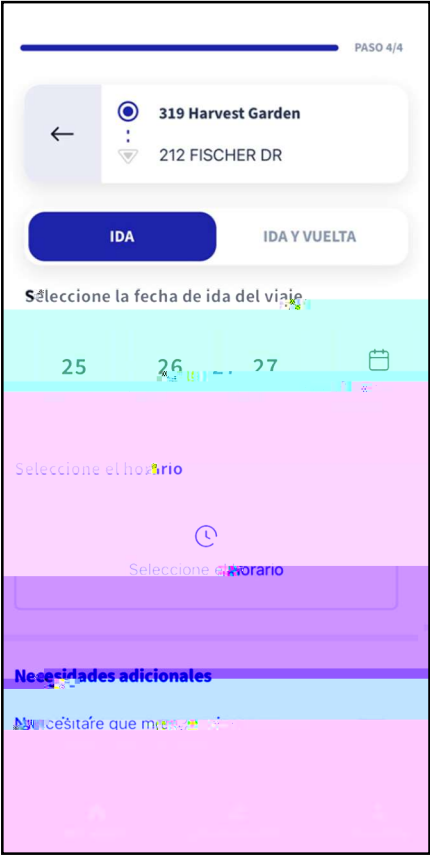 PASO 4/4
319 Harvest Garden
212 FISCHER DR
IDA IDA Y VUELTA
Seleccione la fecha de ida del viaje
25 26 27
Seleccione el horario
Seleccione el horario
Necesidades adicionales
que